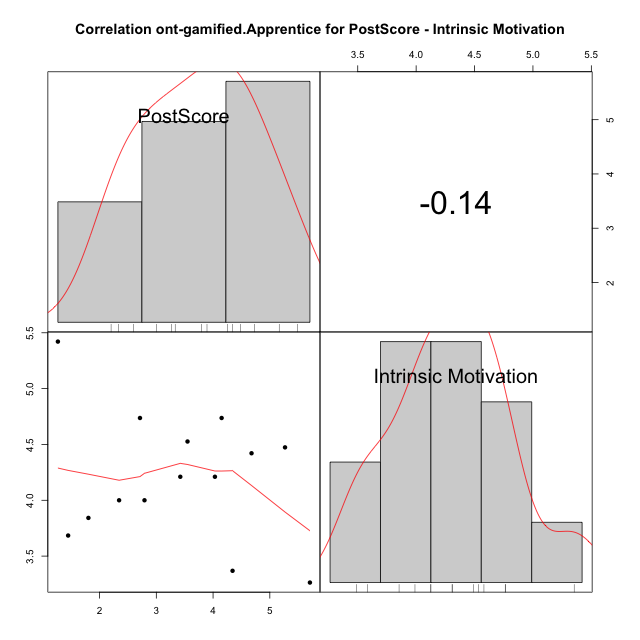 Correlation ont-gamified.Apprentice for PostScore - Intrinsic Motivation
3.5 4.0 4.5 5.0 5.5
PostScore
-0.14
5
4
3
2
Intrinsic Motivation
5.5
5.0
4.5
4.0
3.5
2 3 4 5